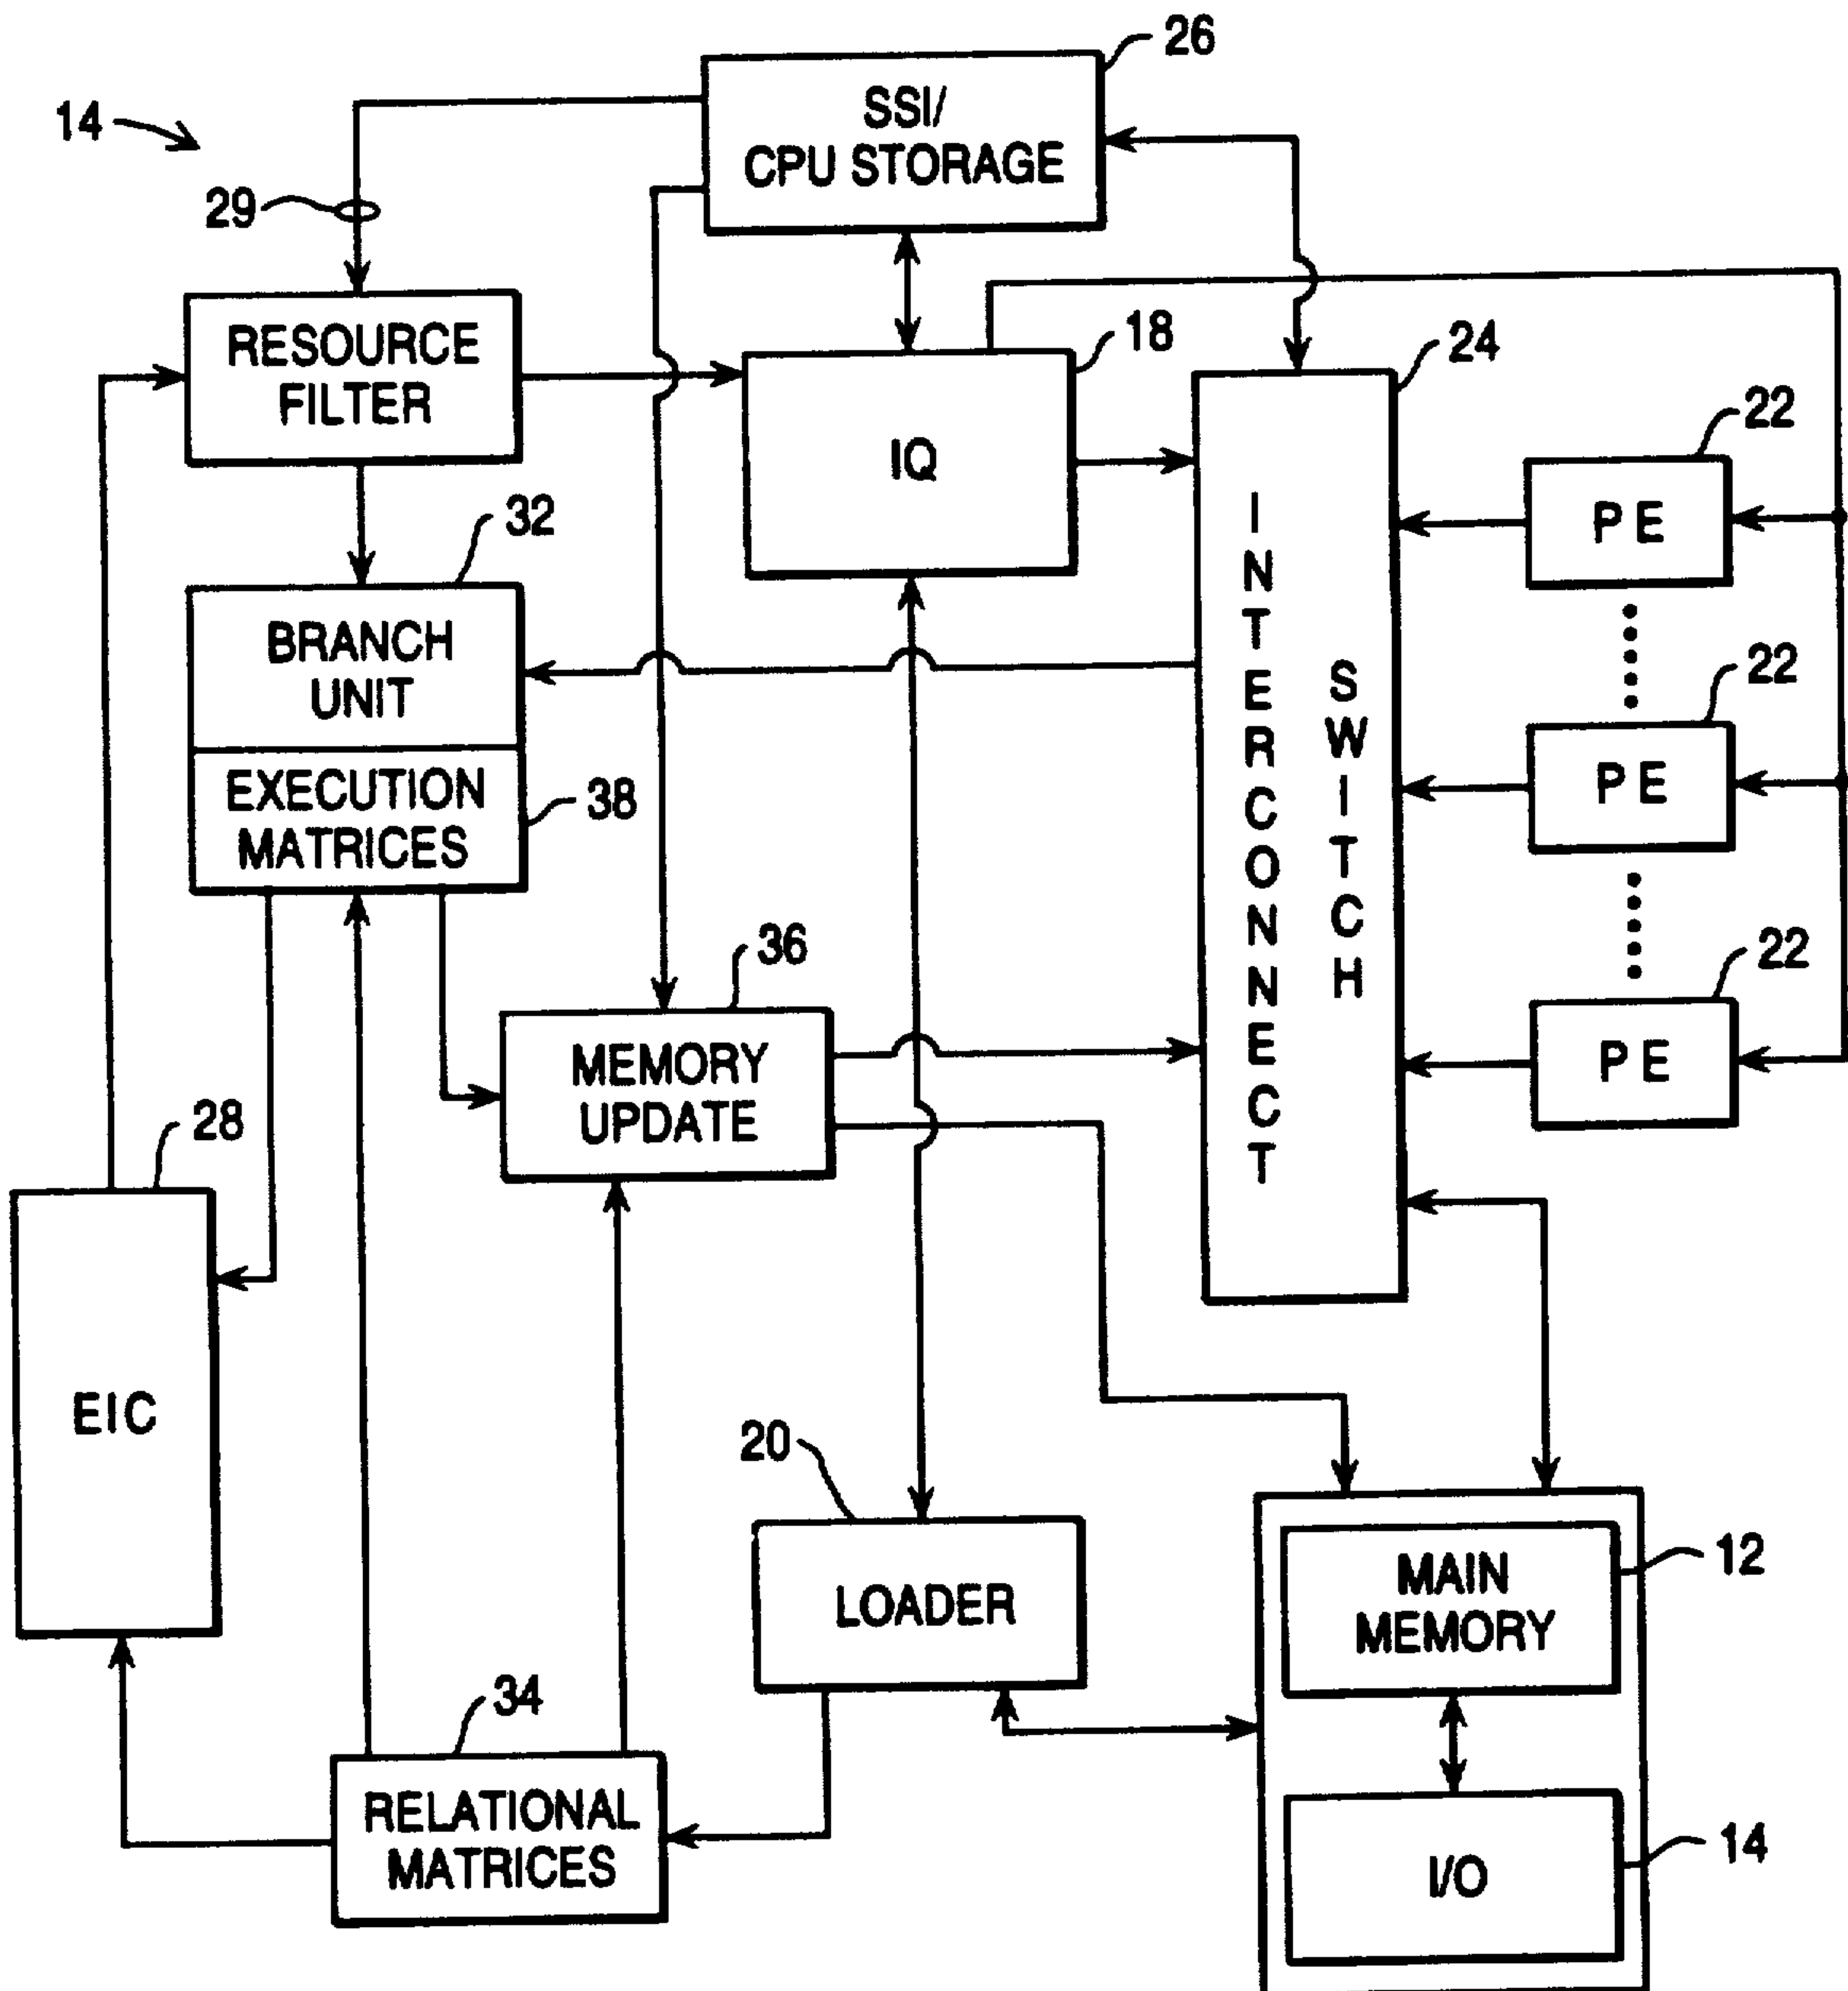 26
SSI/
CPU STORAGE
14
29
RESOURCE
FILTER
18
IQ
24
INTERCONNECT
SWITCH
22
PE
32
BRANCH
UNIT
22
PE
EXECUTION
MATRICES
38
36
MEMORY
UPDATE
22
PE
28
EIC
20
LOADER
12
MAIN
MEMORY
34
RELATIONAL
MATRICES
14
I/O